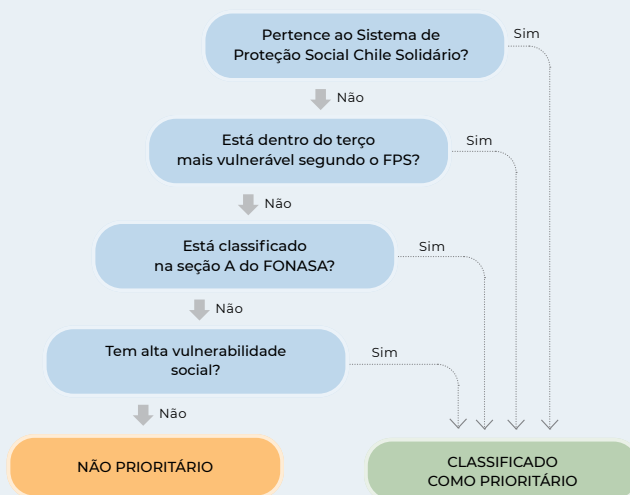 Pertence ao Sistema de
Proteção Social Chile Solidário?
Sim
Não
Está dentro do terço
mais vulnerável segundo o FPS?
Sim
Não
Está classificado
na seção A do FONASA?
Sim
Não
Tem alta vulnerabilidade
social?
Sim
Não
NÃO PRIORITÁRIO
CLASSIFICADO
COMO PRIORITÁRIO